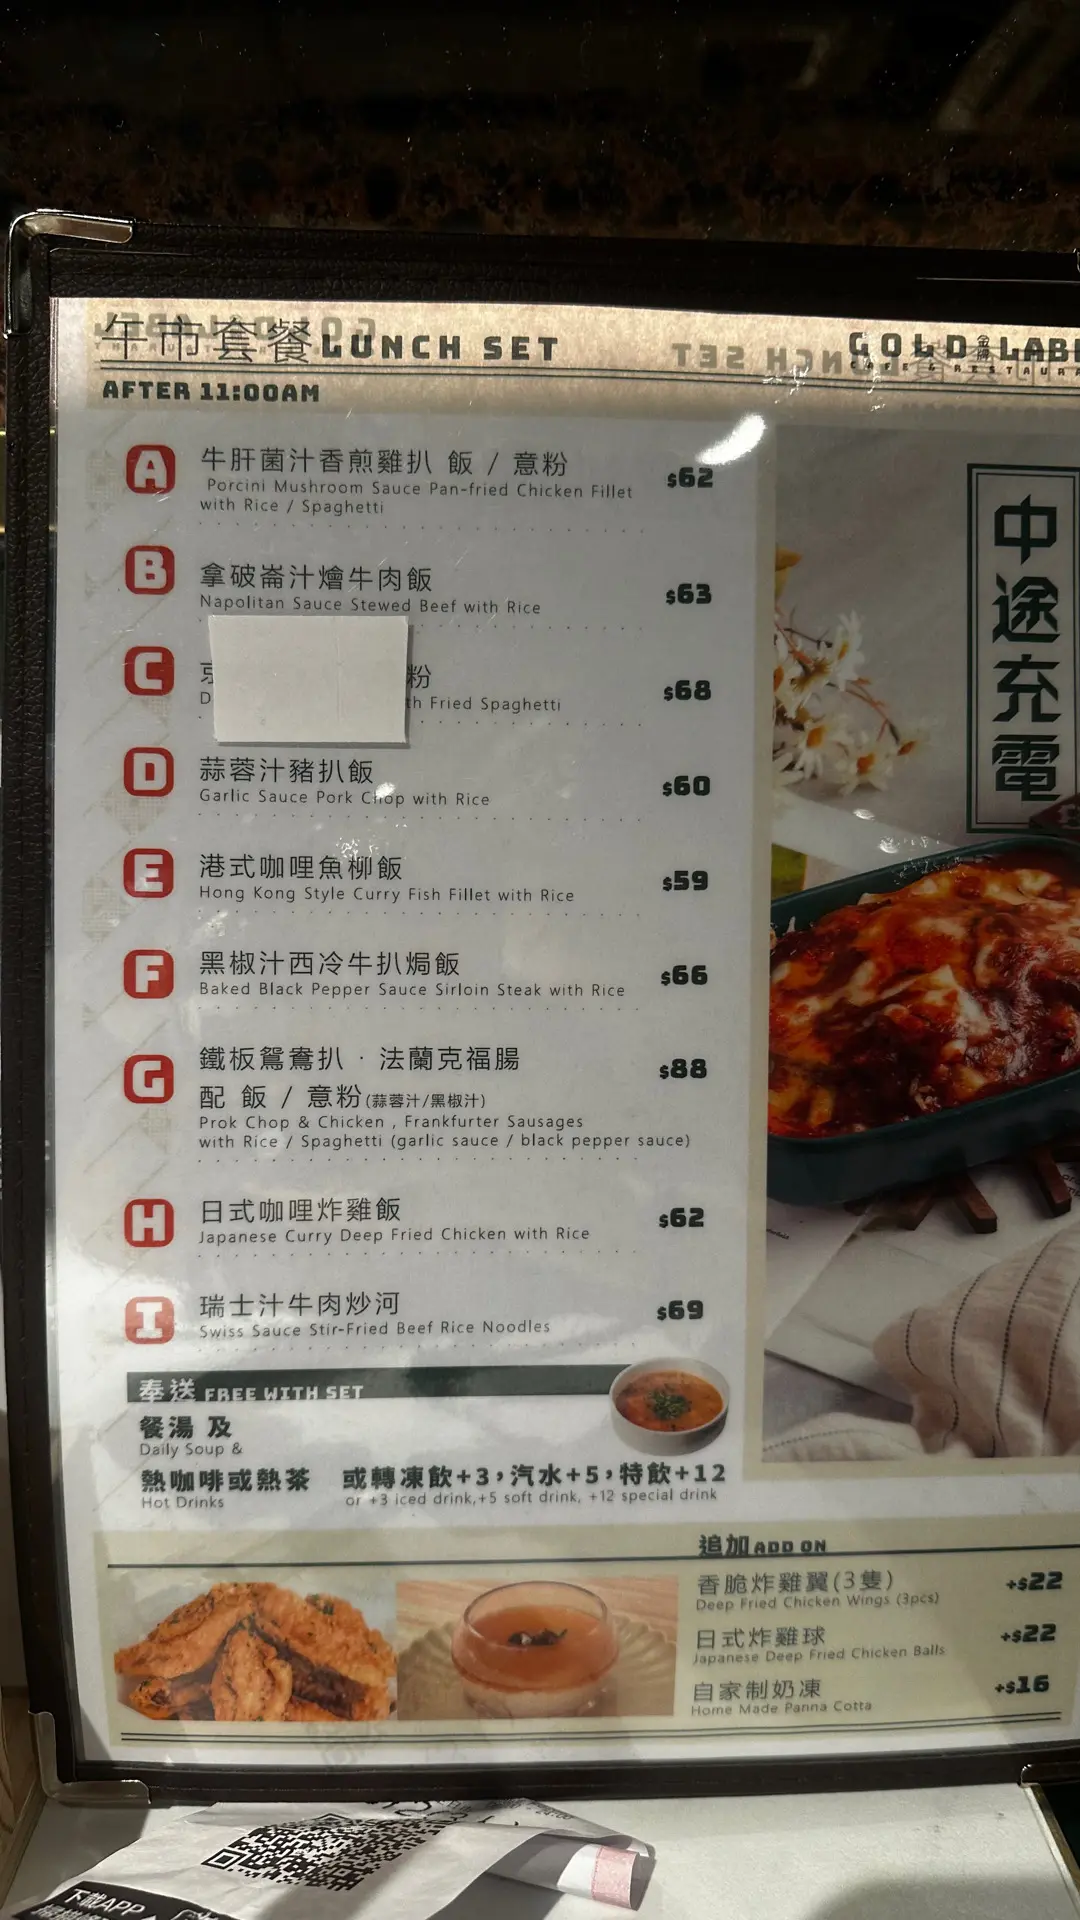 午市套餐 LUNCH SET
GOLD 金牌 LABE
CAFE & RESTAURA
AFTER 11:00AM
A 牛肝菌汁香煎雞扒 飯 / 意粉 $62
Porcini Mushroom Sauce Pan-fried Chicken Fillet
with Rice / Spaghetti
B 拿破崙汁燴牛肉飯 $63
Napolitan Sauce Stewed Beef with Rice
C 粉 $68
D th Fried Spaghetti
D 蒜蓉汁豬扒飯 $60
Garlic Sauce Pork Chop with Rice
E 港式咖哩魚柳飯 $59
Hong Kong Style Curry Fish Fillet with Rice
F 黑椒汁西冷牛扒焗飯 $66
Baked Black Pepper Sauce Sirloin Steak with Rice
G 鐵板鴛鴦扒 · 法蘭克福腸 $88
配 飯 / 意粉 (蒜蓉汁/黑椒汁)
Prok Chop & Chicken , Frankfurter Sausages
with Rice / Spaghetti (garlic sauce / black pepper sauce)
H 日式咖哩炸雞飯 $62
Japanese Curry Deep Fried Chicken with Rice
I 瑞士汁牛肉炒河 $69
Swiss Sauce Stir-Fried Beef Rice Noodles
中途充電
奉送 FREE WITH SET
餐湯 及
Daily Soup &
熱咖啡或熱茶 或轉凍飲+3，汽水+5，特飲+12
Hot Drinks or +3 iced drink,+5 soft drink, +12 special drink
追加 ADD ON
香脆炸雞翼(3隻) +$22
Deep Fried Chicken Wings (3pcs)
日式炸雞球 +$22
Japanese Deep Fried Chicken Balls
自家制奶凍 +$16
Home Made Panna Cotta
下載APP